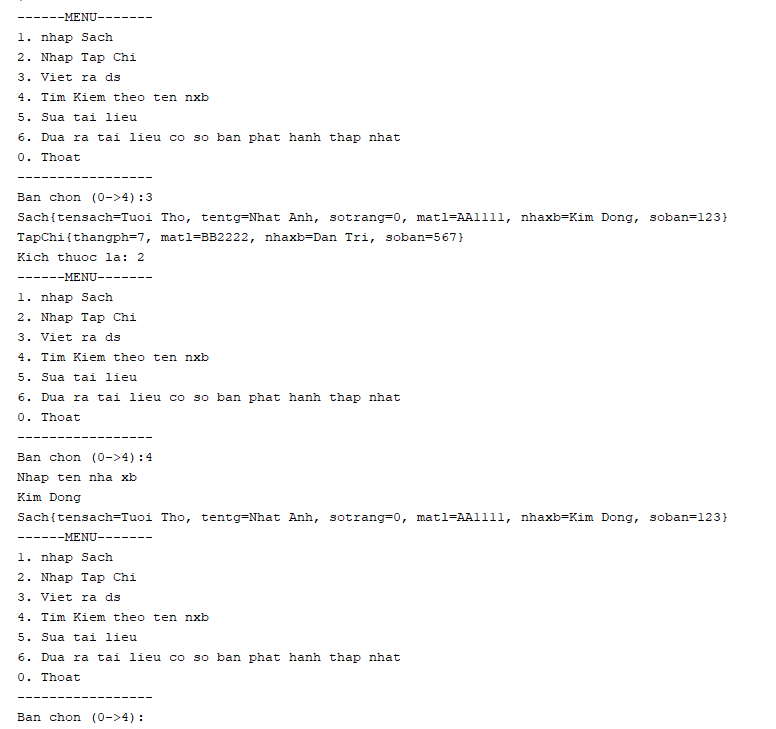 ------MENU-------
1. nhap Sach
2. Nhap Tap Chi
3. Viet ra ds
4. Tim Kiem theo ten nxb
5. Sua tai lieu
6. Dua ra tai lieu co so ban phat hanh thap nhat
0. Thoat
-----------------
Ban chon (0->4):3
Sach{tensach=Tuoi Tho, tentg=Nhat Anh, sotrang=0, matl=AA1111, nhaxb=Kim Dong, soban=123}
TapChi{thangph=7, matl=BB2222, nhaxb=Dan Tri, soban=567}
Kich thuoc la: 2
------MENU-------
1. nhap Sach
2. Nhap Tap Chi
3. Viet ra ds
4. Tim Kiem theo ten nxb
5. Sua tai lieu
6. Dua ra tai lieu co so ban phat hanh thap nhat
0. Thoat
-----------------
Ban chon (0->4):4
Nhap ten nha xb
Kim Dong
Sach{tensach=Tuoi Tho, tentg=Nhat Anh, sotrang=0, matl=AA1111, nhaxb=Kim Dong, soban=123}
------MENU-------
1. nhap Sach
2. Nhap Tap Chi
3. Viet ra ds
4. Tim Kiem theo ten nxb
5. Sua tai lieu
6. Dua ra tai lieu co so ban phat hanh thap nhat
0. Thoat
-----------------
Ban chon (0->4):